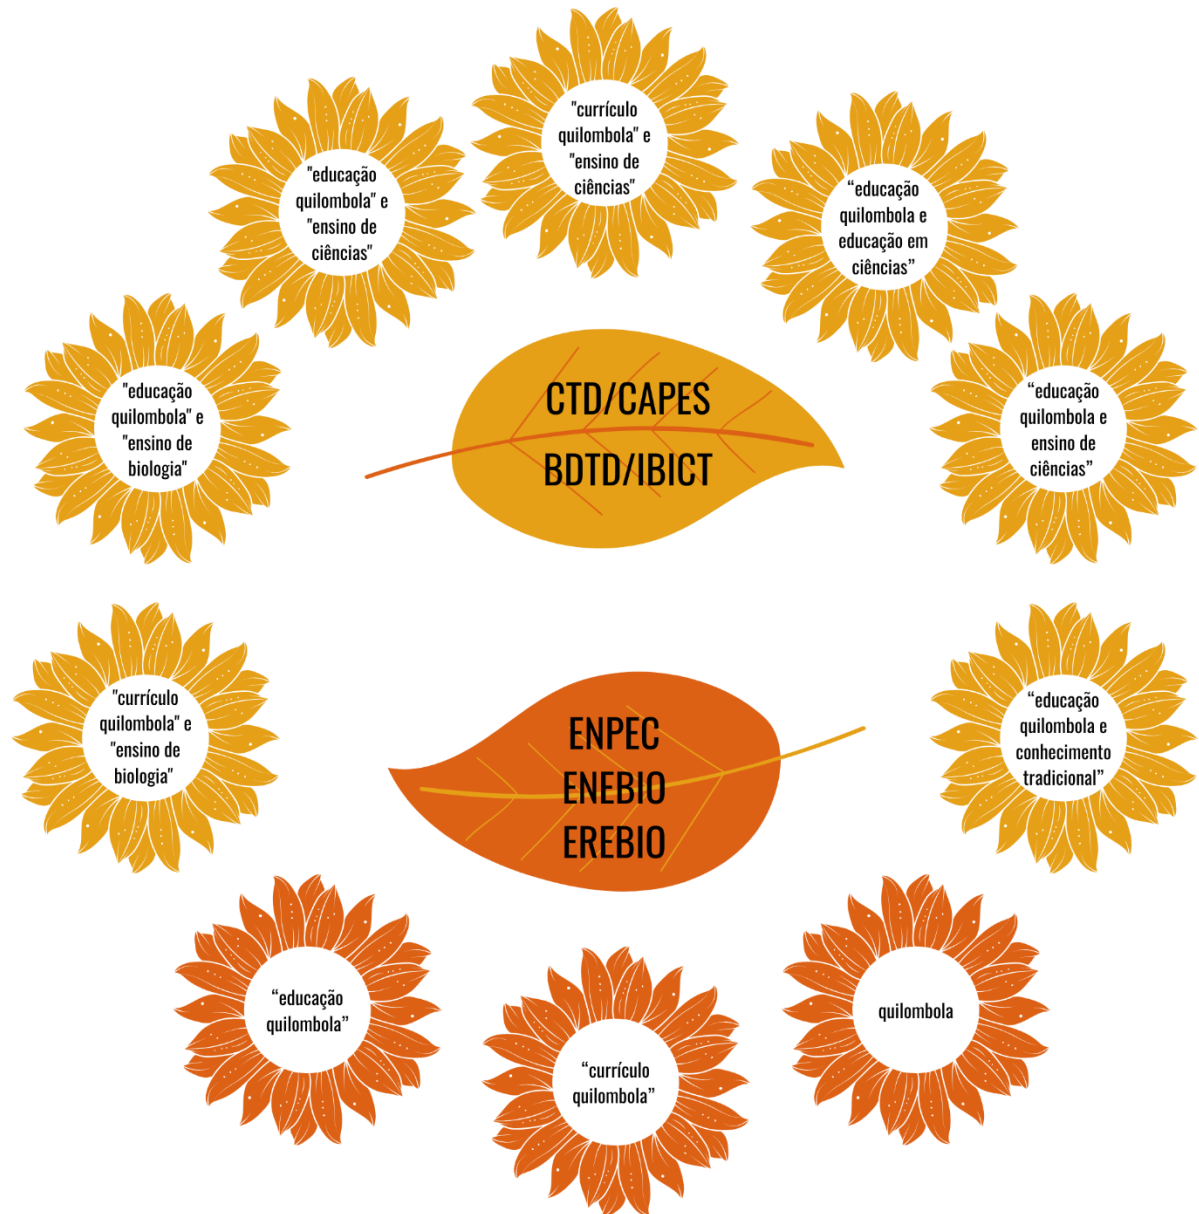 "currículo
quilombola" e
"ensino de
ciências"
"educação
quilombola" e
"ensino de
ciências"
“educação
quilombola e
educação em
ciências”
"educação
quilombola" e
"ensino de
biologia"
CTD/CAPES
BDTD/IBICT
“educação
quilombola e
ensino de
ciências”
"currículo
quilombola" e
"ensino de
biologia"
ENPEC
ENEBIO
EREBIO
“educação
quilombola e
conhecimento
tradicional”
“educação
quilombola”
“currículo
quilombola”
quilombola